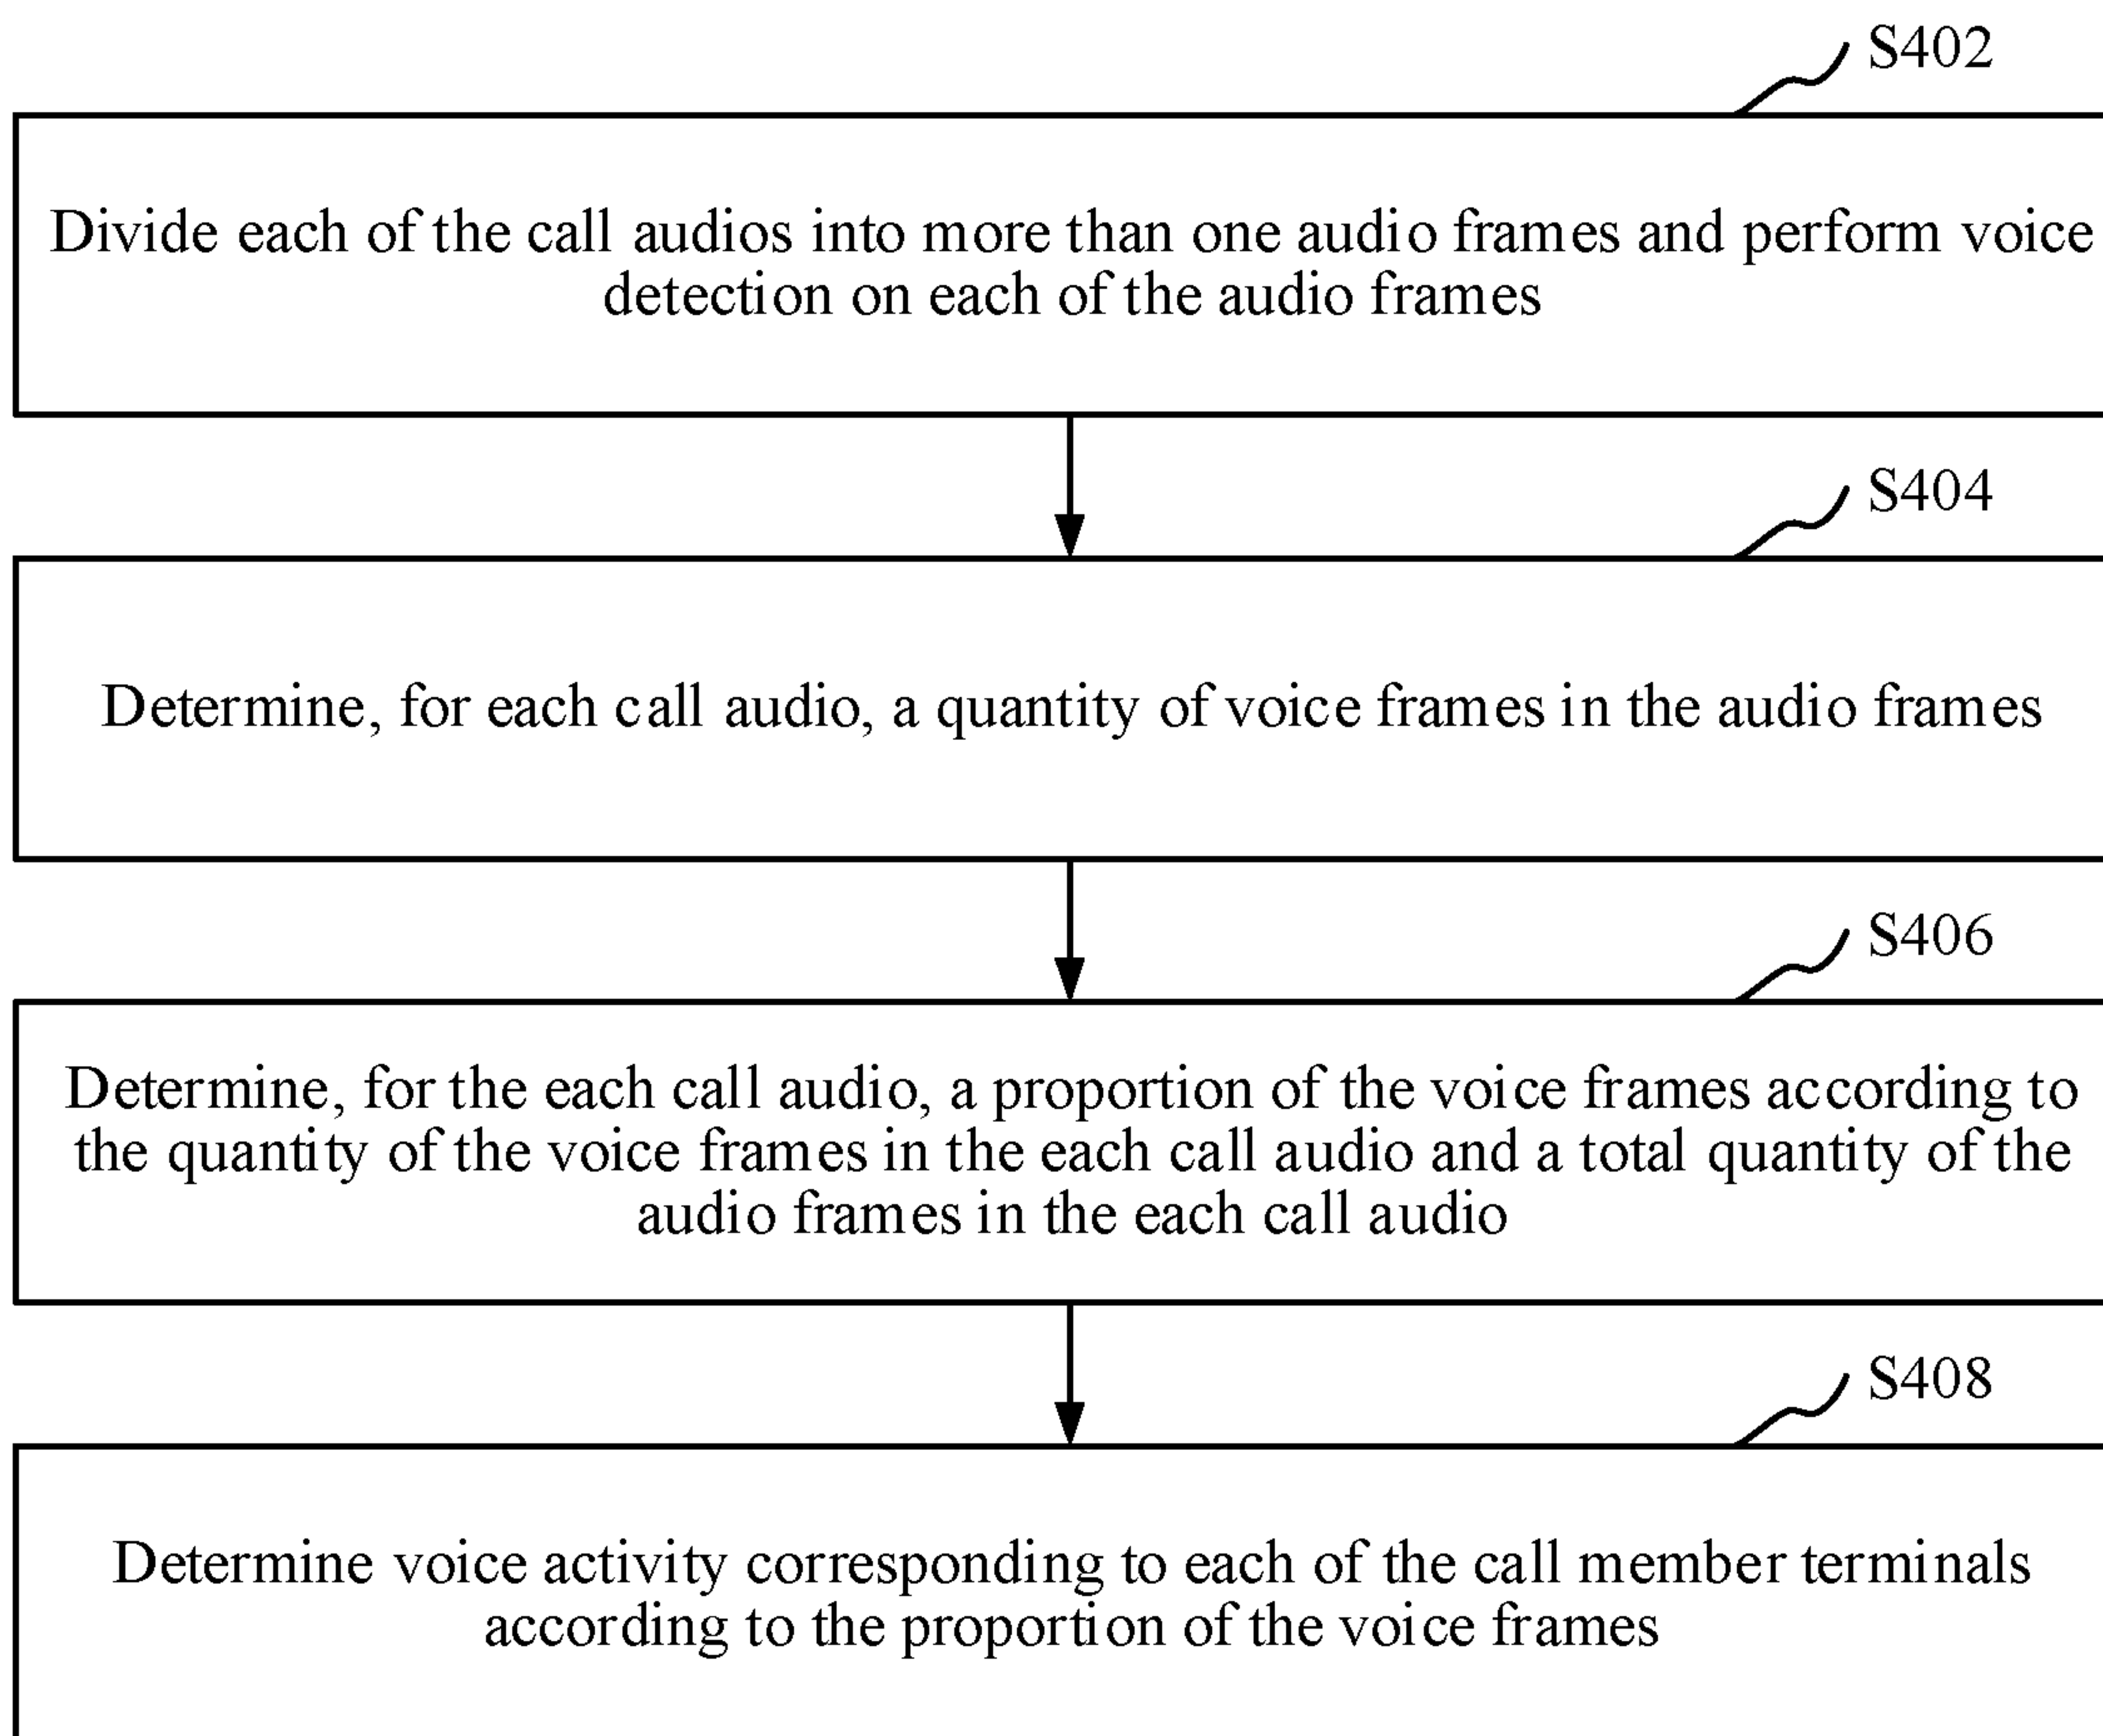 S402
Divide each of the call audios into more than one audio frames and perform voice
detection on each of the audio frames
S404
Determine, for each call audio, a quantity of voice frames in the audio frames
S406
Determine, for the each call audio, a proportion of the voice frames according to
the quantity of the voice frames in the each call audio and a total quantity of the
audio frames in the each call audio
S408
Determine voice activity corresponding to each of the call member terminals
according to the proportion of the voice frames